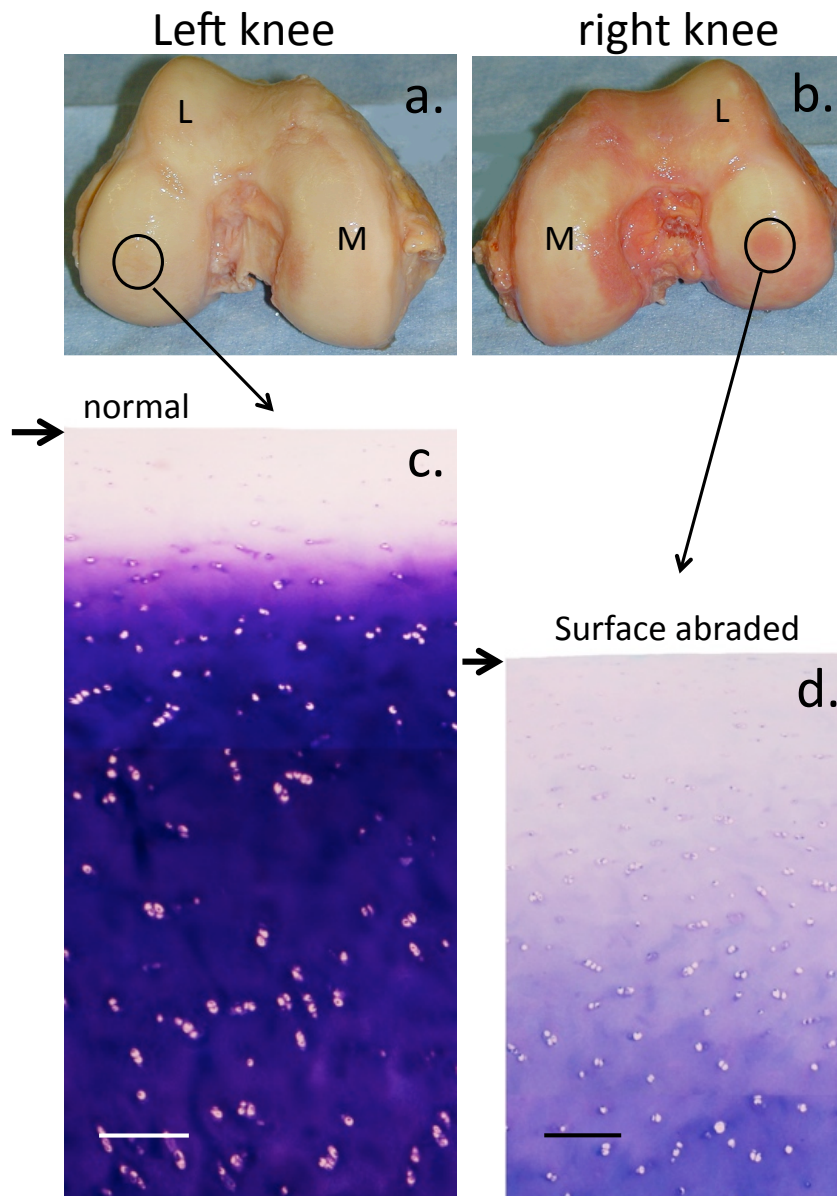 Left knee
right knee
a.
b.
L
L
M
M
normal
c.
Surface abraded
d.